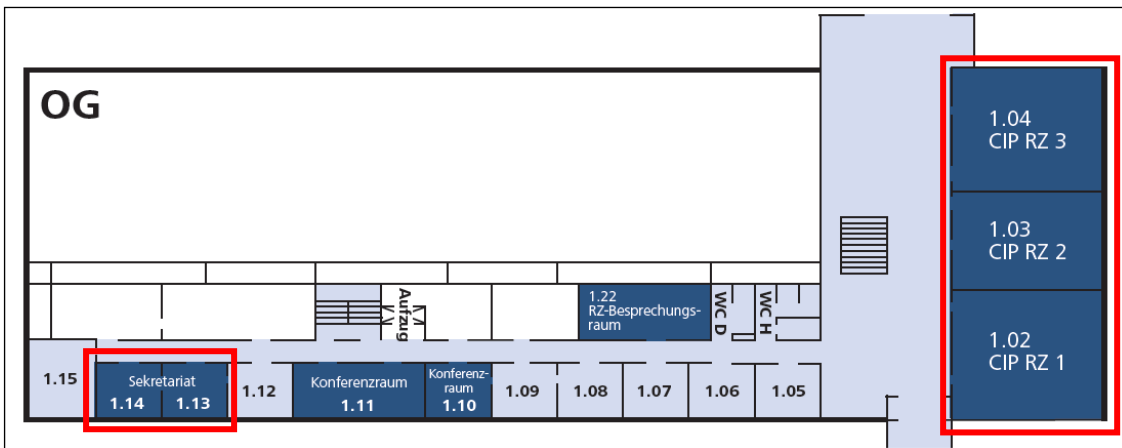 OG
1.04
CIP RZ 3
1.03
CIP RZ 2
1.02
CIP RZ 1
Aufzug
1.22
RZ-Besprechungs-
raum
WC D
WC H
1.15
Sekretariat
1.14
1.13
1.12
Konferenzraum
1.11
Konferenz-
raum
1.10
1.09
1.08
1.07
1.06
1.05